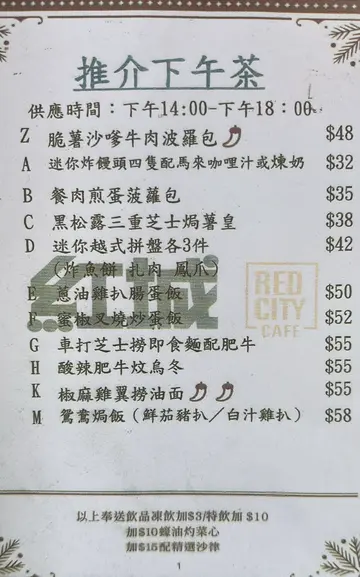 推介下午茶
供應時間：下午14:00-下午18：00
Z 脆薯沙嗲牛肉波羅包 $48
A 迷你炸饅頭四隻配馬來咖哩汁或煉奶 $32
B 餐肉煎蛋菠蘿包 $35
C 黑松露三重芝士焗薯皇 $38
D 迷你越式拼盤各3件 $42
(炸魚餅 扎肉 鳳爪)
紅城
RED CITY CAFE
E 蔥油雞扒腸蛋飯 $50
F 蜜椒叉燒炒蛋飯 $52
G 車打芝士撈即食麵配肥牛 $55
H 酸辣肥牛炆烏冬 $55
K 椒麻雞翼撈油面 $55
M 鴛鴦焗飯（鮮茄豬扒／白汁雞扒） $58
以上奉送飲品凍飲加$3/特飲加 $10
加$10蠔油灼菜心
加$15配精選沙律
1